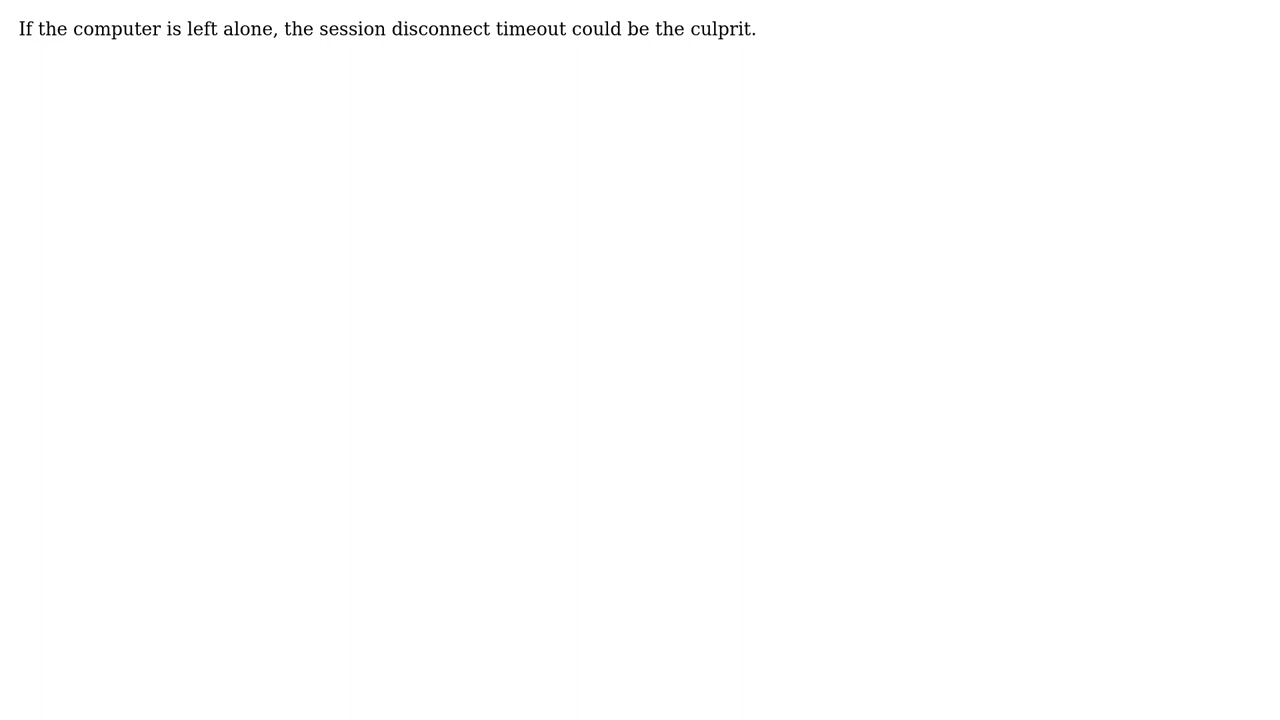 If the computer is left alone, the session disconnect timeout could be the culprit.